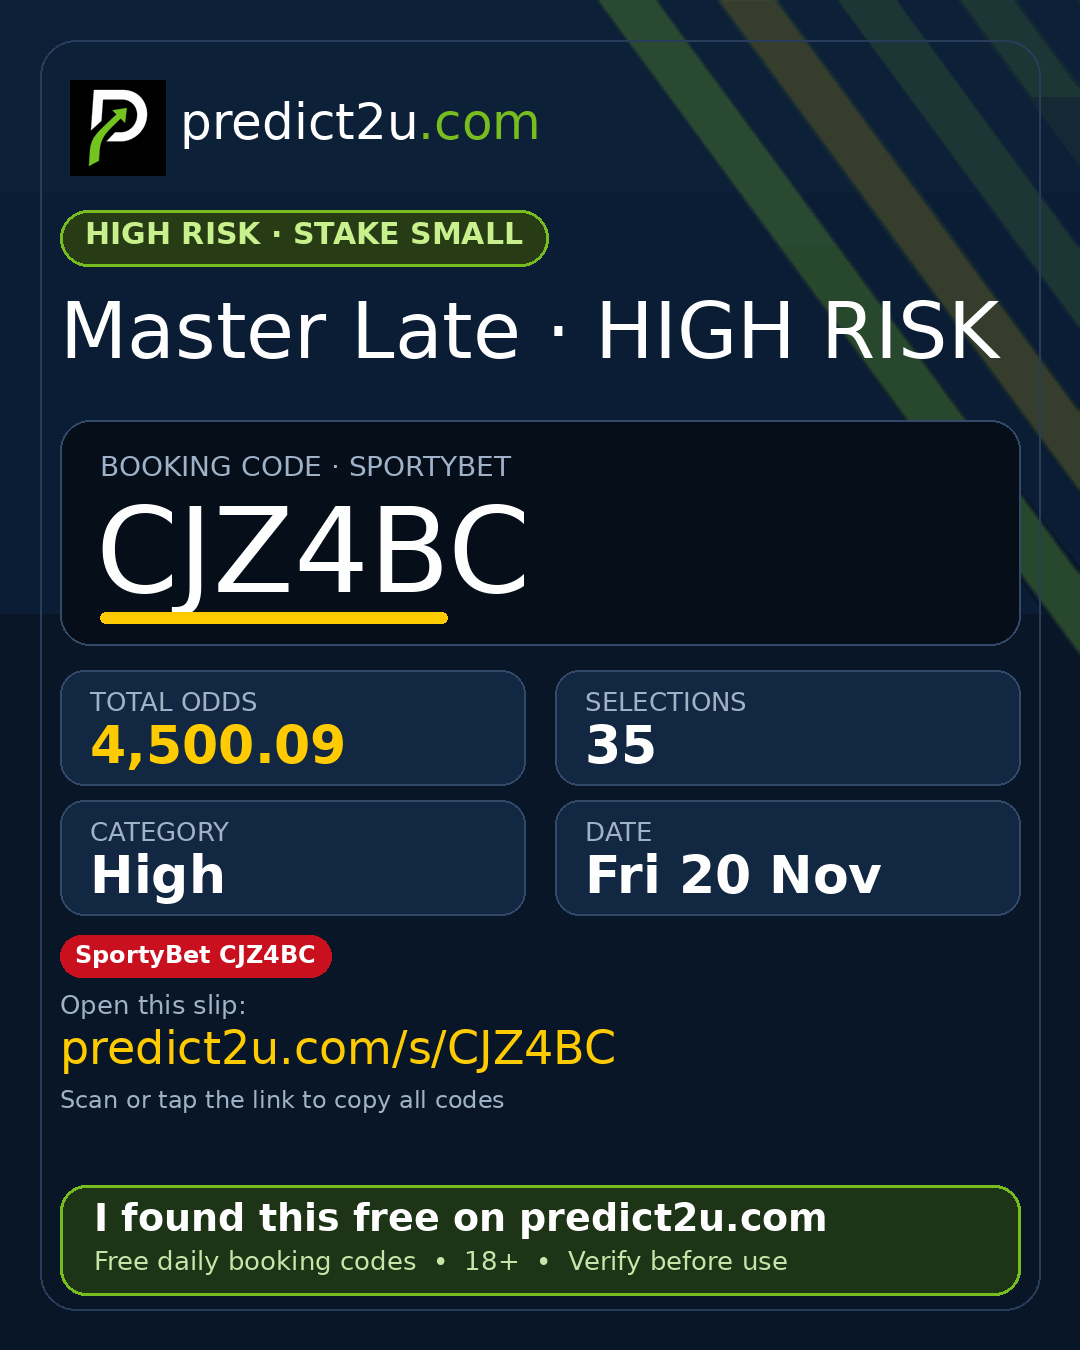 predict2u.com
HIGH RISK · STAKE SMALL
Master Late · HIGH RISK
BOOKING CODE · SPORTYBET
CJZ4BC
TOTAL ODDS
4,500.09
SELECTIONS
35
CATEGORY
High
DATE
Fri 20 Nov
SportyBet CJZ4BC
Open this slip:
predict2u.com/s/CJZ4BC
Scan or tap the link to copy all codes
I found this free on predict2u.com
Free daily booking codes • 18+ • Verify before use